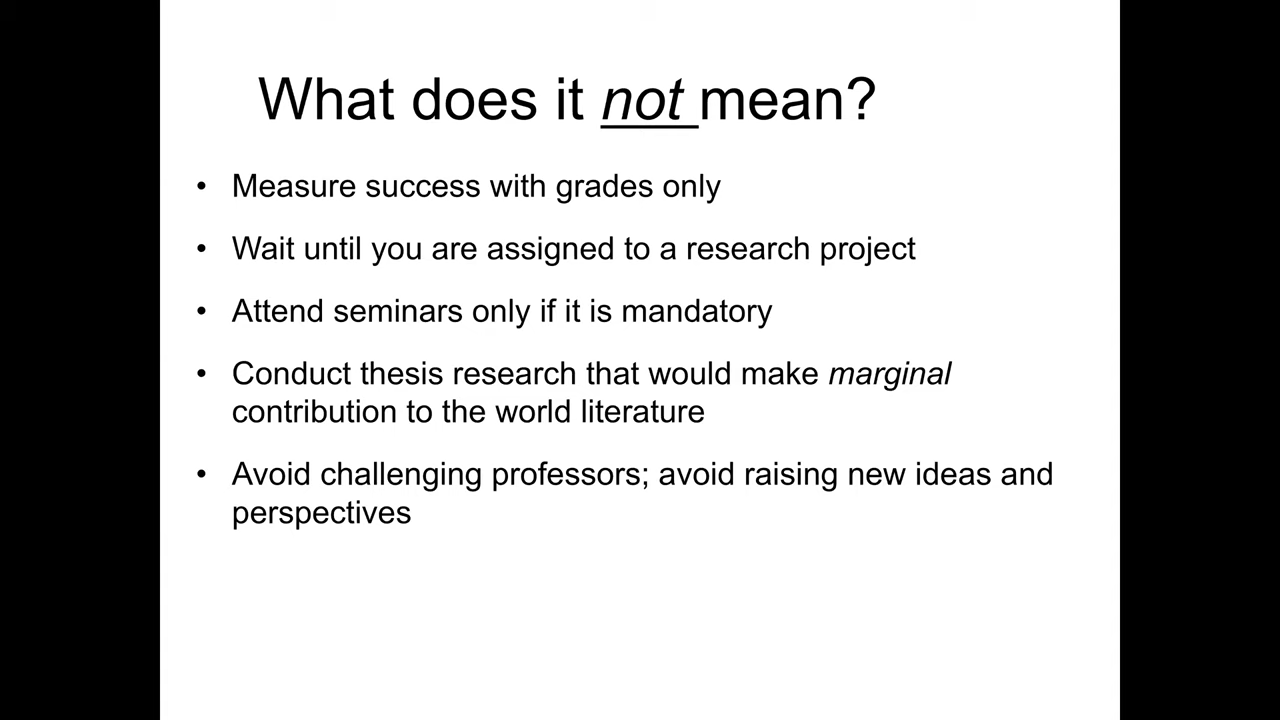 What does it not mean?
• Measure success with grades only
• Wait until you are assigned to a research project
• Attend seminars only if it is mandatory
• Conduct thesis research that would make marginal
contribution to the world literature
• Avoid challenging professors; avoid raising new ideas and
perspectives